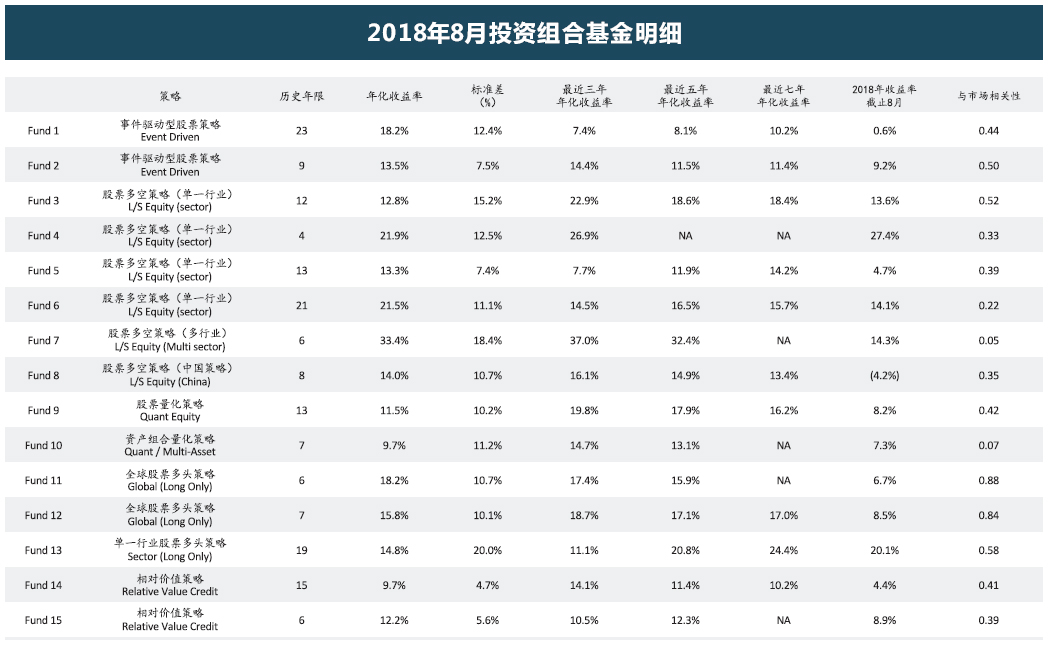 2018年8月投资组合基金明细
策略 历史年限 年化收益率 标准差 (%) 最近三年 年化收益率 最近五年 年化收益率 最近七年 年化收益率 2018年收益率 截止8月 与市场相关性
Fund 1 事件驱动型股票策略 Event Driven 23 18.2% 12.4% 7.4% 8.1% 10.2% 0.6% 0.44
Fund 2 事件驱动型股票策略 Event Driven 9 13.5% 7.5% 14.4% 11.5% 11.4% 9.2% 0.50
Fund 3 股票多空策略（单一行业） L/S Equity (sector) 12 12.8% 15.2% 22.9% 18.6% 18.4% 13.6% 0.52
Fund 4 股票多空策略（单一行业） L/S Equity (sector) 4 21.9% 12.5% 26.9% NA NA 27.4% 0.33
Fund 5 股票多空策略（单一行业） L/S Equity (sector) 13 13.3% 7.4% 7.7% 11.9% 14.2% 4.7% 0.39
Fund 6 股票多空策略（单一行业） L/S Equity (sector) 21 21.5% 11.1% 14.5% 16.5% 15.7% 14.1% 0.22
Fund 7 股票多空策略（多行业） L/S Equity (Multi sector) 6 33.4% 18.4% 37.0% 32.4% NA 14.3% 0.05
Fund 8 股票多空策略（中国策略） L/S Equity (China) 8 14.0% 10.7% 16.1% 14.9% 13.4% (4.2%) 0.35
Fund 9 股票量化策略 Quant Equity 13 11.5% 10.2% 19.8% 17.9% 16.2% 8.2% 0.42
Fund 10 资产组合量化策略 Quant / Multi-Asset 7 9.7% 11.2% 14.7% 13.1% NA 7.3% 0.07
Fund 11 全球股票多头策略 Global (Long Only) 6 18.2% 10.7% 17.4% 15.9% NA 6.7% 0.88
Fund 12 全球股票多头策略 Global (Long Only) 7 15.8% 10.1% 18.7% 17.1% 17.0% 8.5% 0.84
Fund 13 单一行业股票多头策略 Sector (Long Only) 19 14.8% 20.0% 11.1% 20.8% 24.4% 20.1% 0.58
Fund 14 相对价值策略 Relative Value Credit 15 9.7% 4.7% 14.1% 11.4% 10.2% 4.4% 0.41
Fund 15 相对价值策略 Relative Value Credit 6 12.2% 5.6% 10.5% 12.3% NA 8.9% 0.39